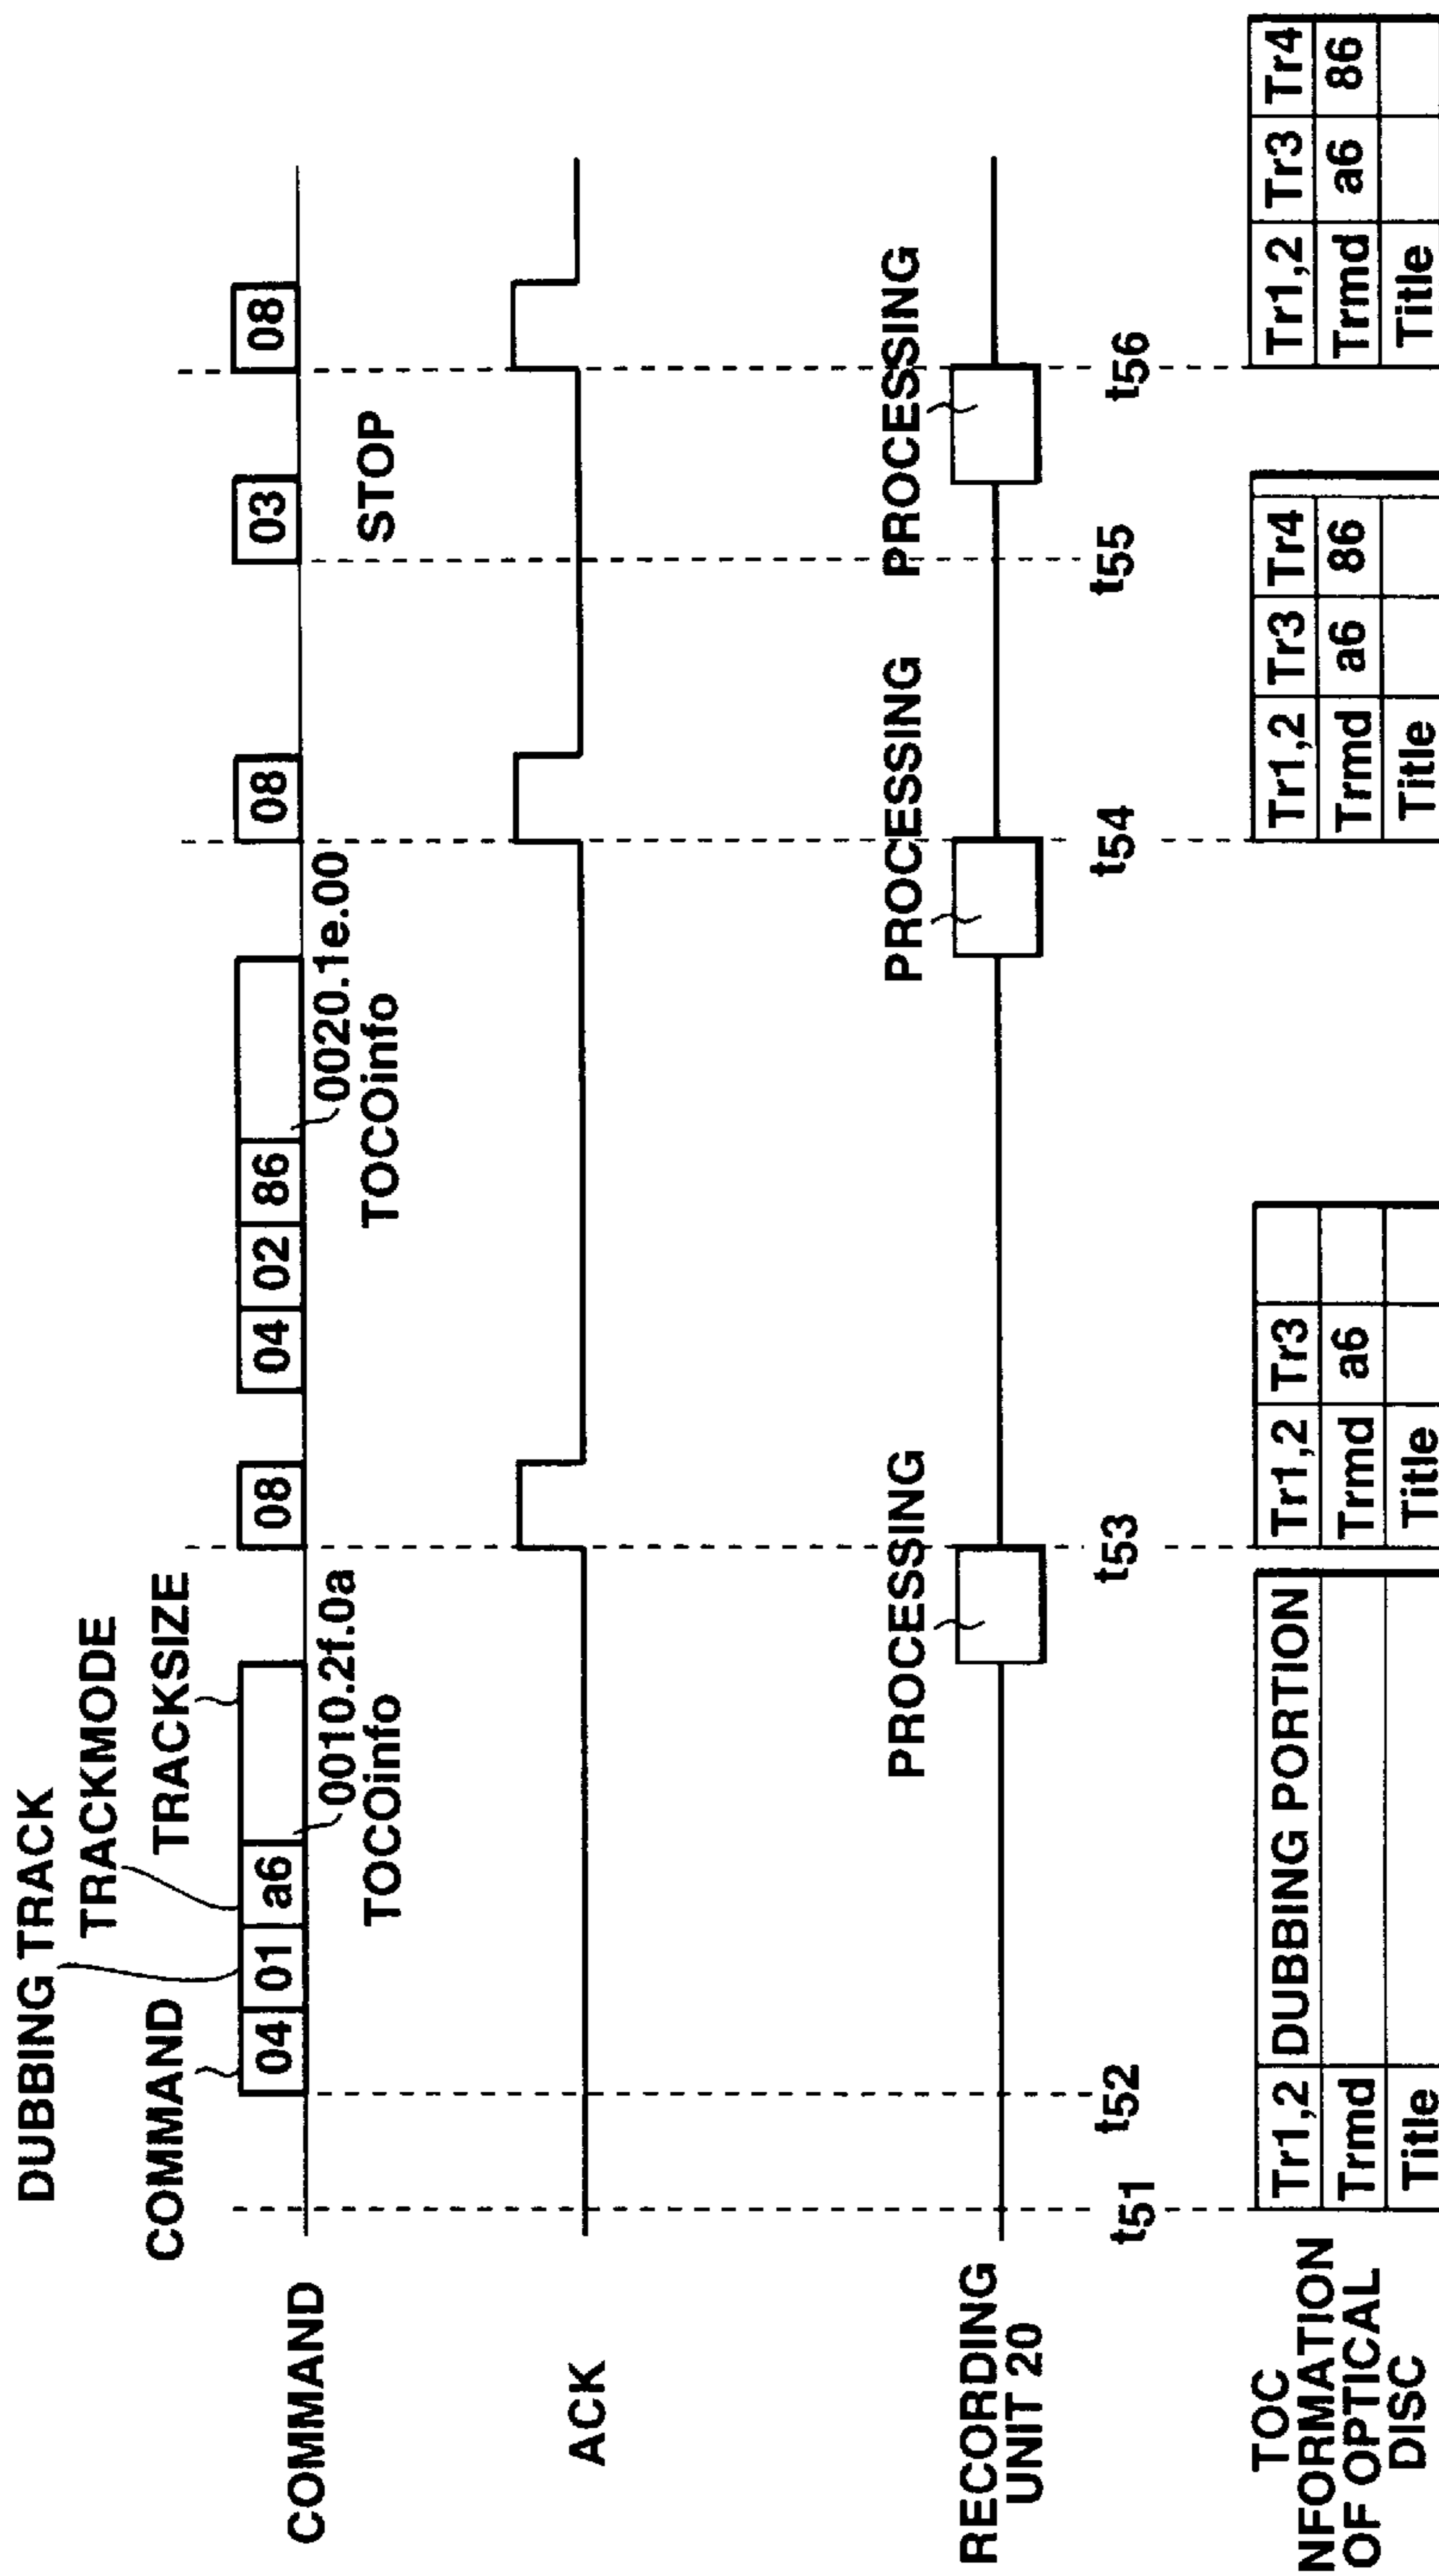 DUBBING TRACK
TRACKMODE
COMMAND
TRACKSIZE
COMMAND
04 01 a6
08
04 02 86
08
03
08
0010.2f.0a
TOCOinfo
0020.1e.00
TOCOinfo
STOP
ACK
PROCESSING
PROCESSING
PROCESSING
RECORDING
UNIT 20
t51
t52
t53
t54
t55
t56
TOC
NFORMATION
OF OPTICAL
DISC
Tr1,2 DUBBING PORTION
Trmd
Title
Tr1,2 Tr3
Trmd a6
Title
Tr1,2 Tr3 Tr4
Trmd a6 86
Title
Tr1,2 Tr3 Tr4
Trmd a6 86
Title